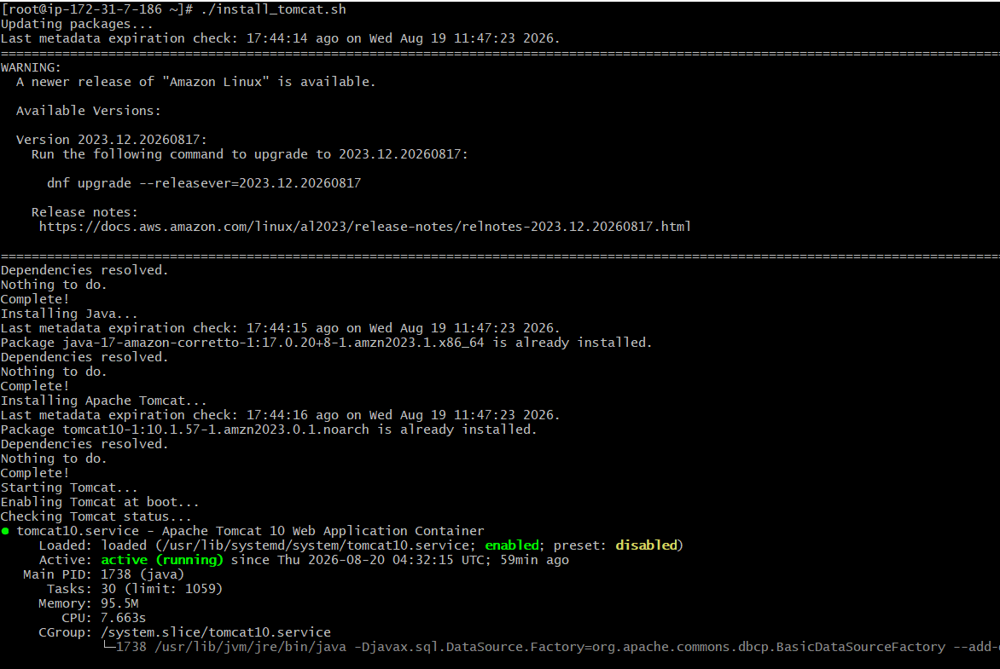 [root@ip-172-31-7-186 ~]# ./install_tomcat.sh
Updating packages...
Last metadata expiration check: 17:44:14 ago on Wed Aug 19 11:47:23 2026.
==================================================================================================================================
WARNING:
  A newer release of "Amazon Linux" is available.

  Available Versions:

  Version 2023.12.20260817:
    Run the following command to upgrade to 2023.12.20260817:

      dnf upgrade --releasever=2023.12.20260817

    Release notes:
     https://docs.aws.amazon.com/linux/al2023/release-notes/relnotes-2023.12.20260817.html

==================================================================================================================================
Dependencies resolved.
Nothing to do.
Complete!
Installing Java...
Last metadata expiration check: 17:44:15 ago on Wed Aug 19 11:47:23 2026.
Package java-17-amazon-corretto-1:17.0.20+8-1.amzn2023.1.x86_64 is already installed.
Dependencies resolved.
Nothing to do.
Complete!
Installing Apache Tomcat...
Last metadata expiration check: 17:44:16 ago on Wed Aug 19 11:47:23 2026.
Package tomcat10-1:10.1.57-1.amzn2023.0.1.noarch is already installed.
Dependencies resolved.
Nothing to do.
Complete!
Starting Tomcat...
Enabling Tomcat at boot...
Checking Tomcat status...
● tomcat10.service - Apache Tomcat 10 Web Application Container
     Loaded: loaded (/usr/lib/systemd/system/tomcat10.service; enabled; preset: disabled)
     Active: active (running) since Thu 2026-08-20 04:32:15 UTC; 59min ago
   Main PID: 1738 (java)
      Tasks: 30 (limit: 1059)
     Memory: 95.5M
        CPU: 7.663s
     CGroup: /system.slice/tomcat10.service
             └─1738 /usr/lib/jvm/jre/bin/java -Djavax.sql.DataSource.Factory=org.apache.commons.dbcp.BasicDataSourceFactory --add-